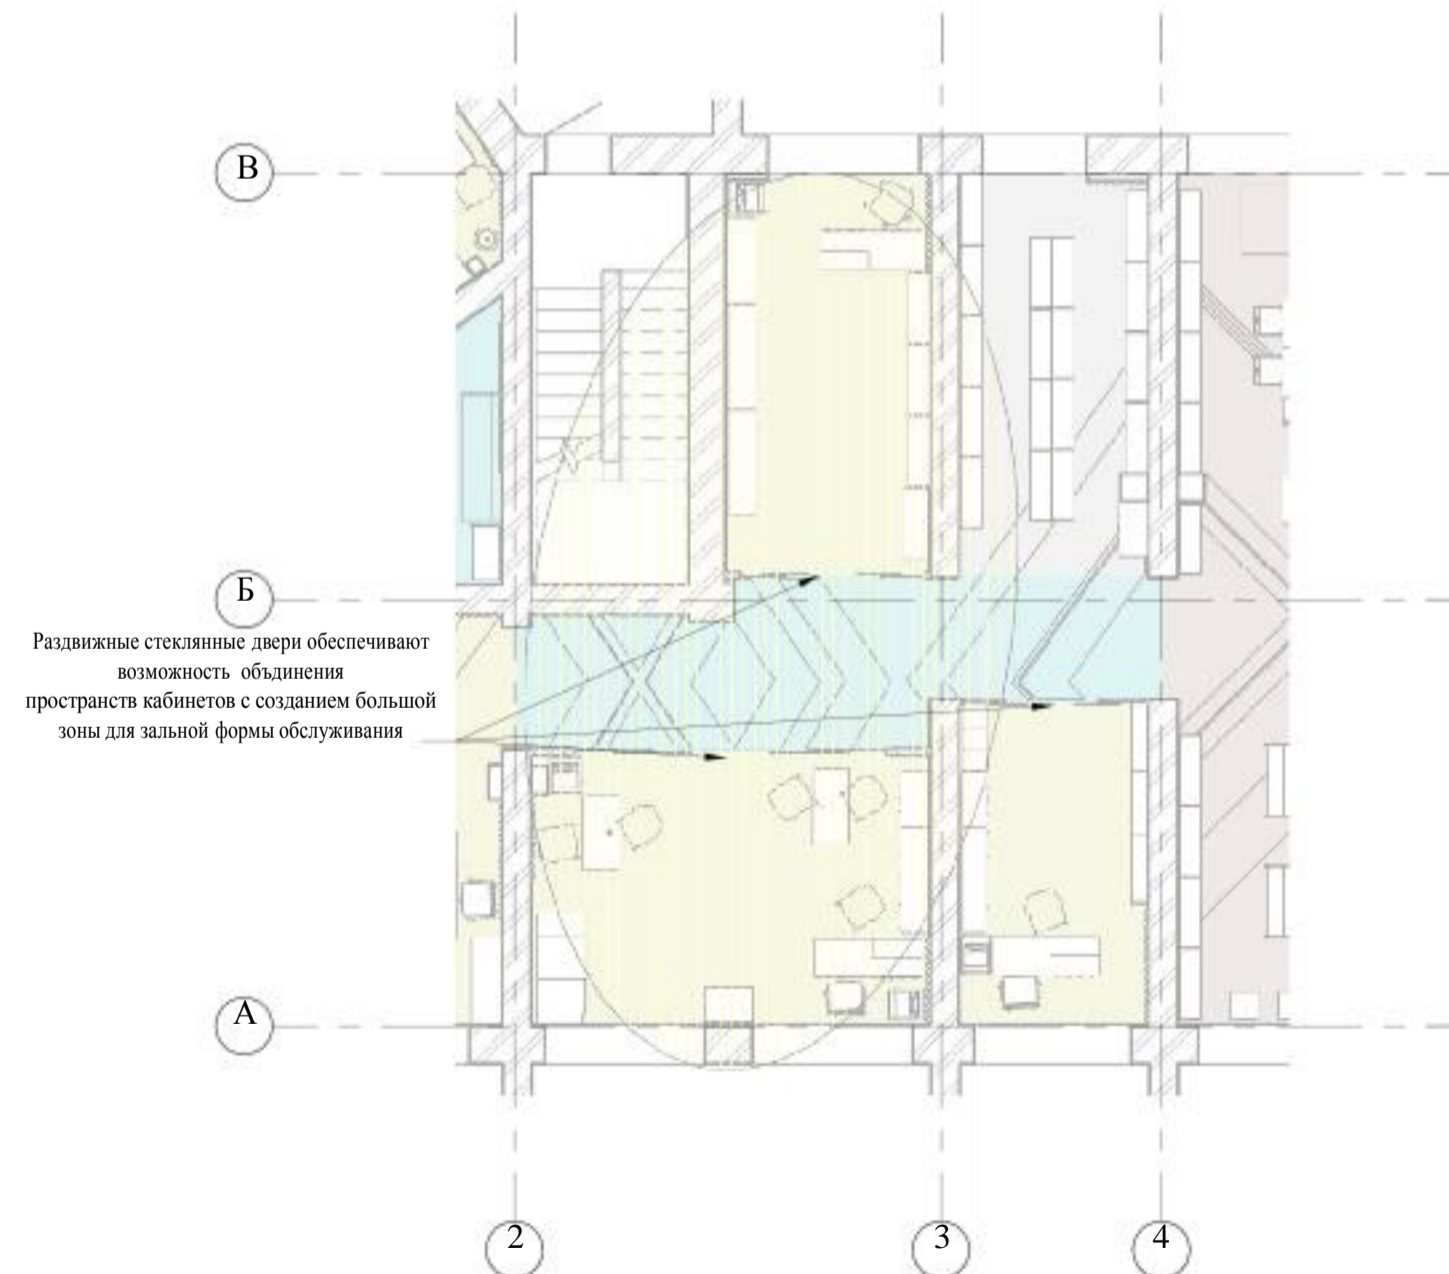 В
Б
Раздвижные стеклянные двери обеспечивают
возможность объдинения
пространств кабинетов с созданием большой
зоны для зальной формы обслуживания
А
2
3
4